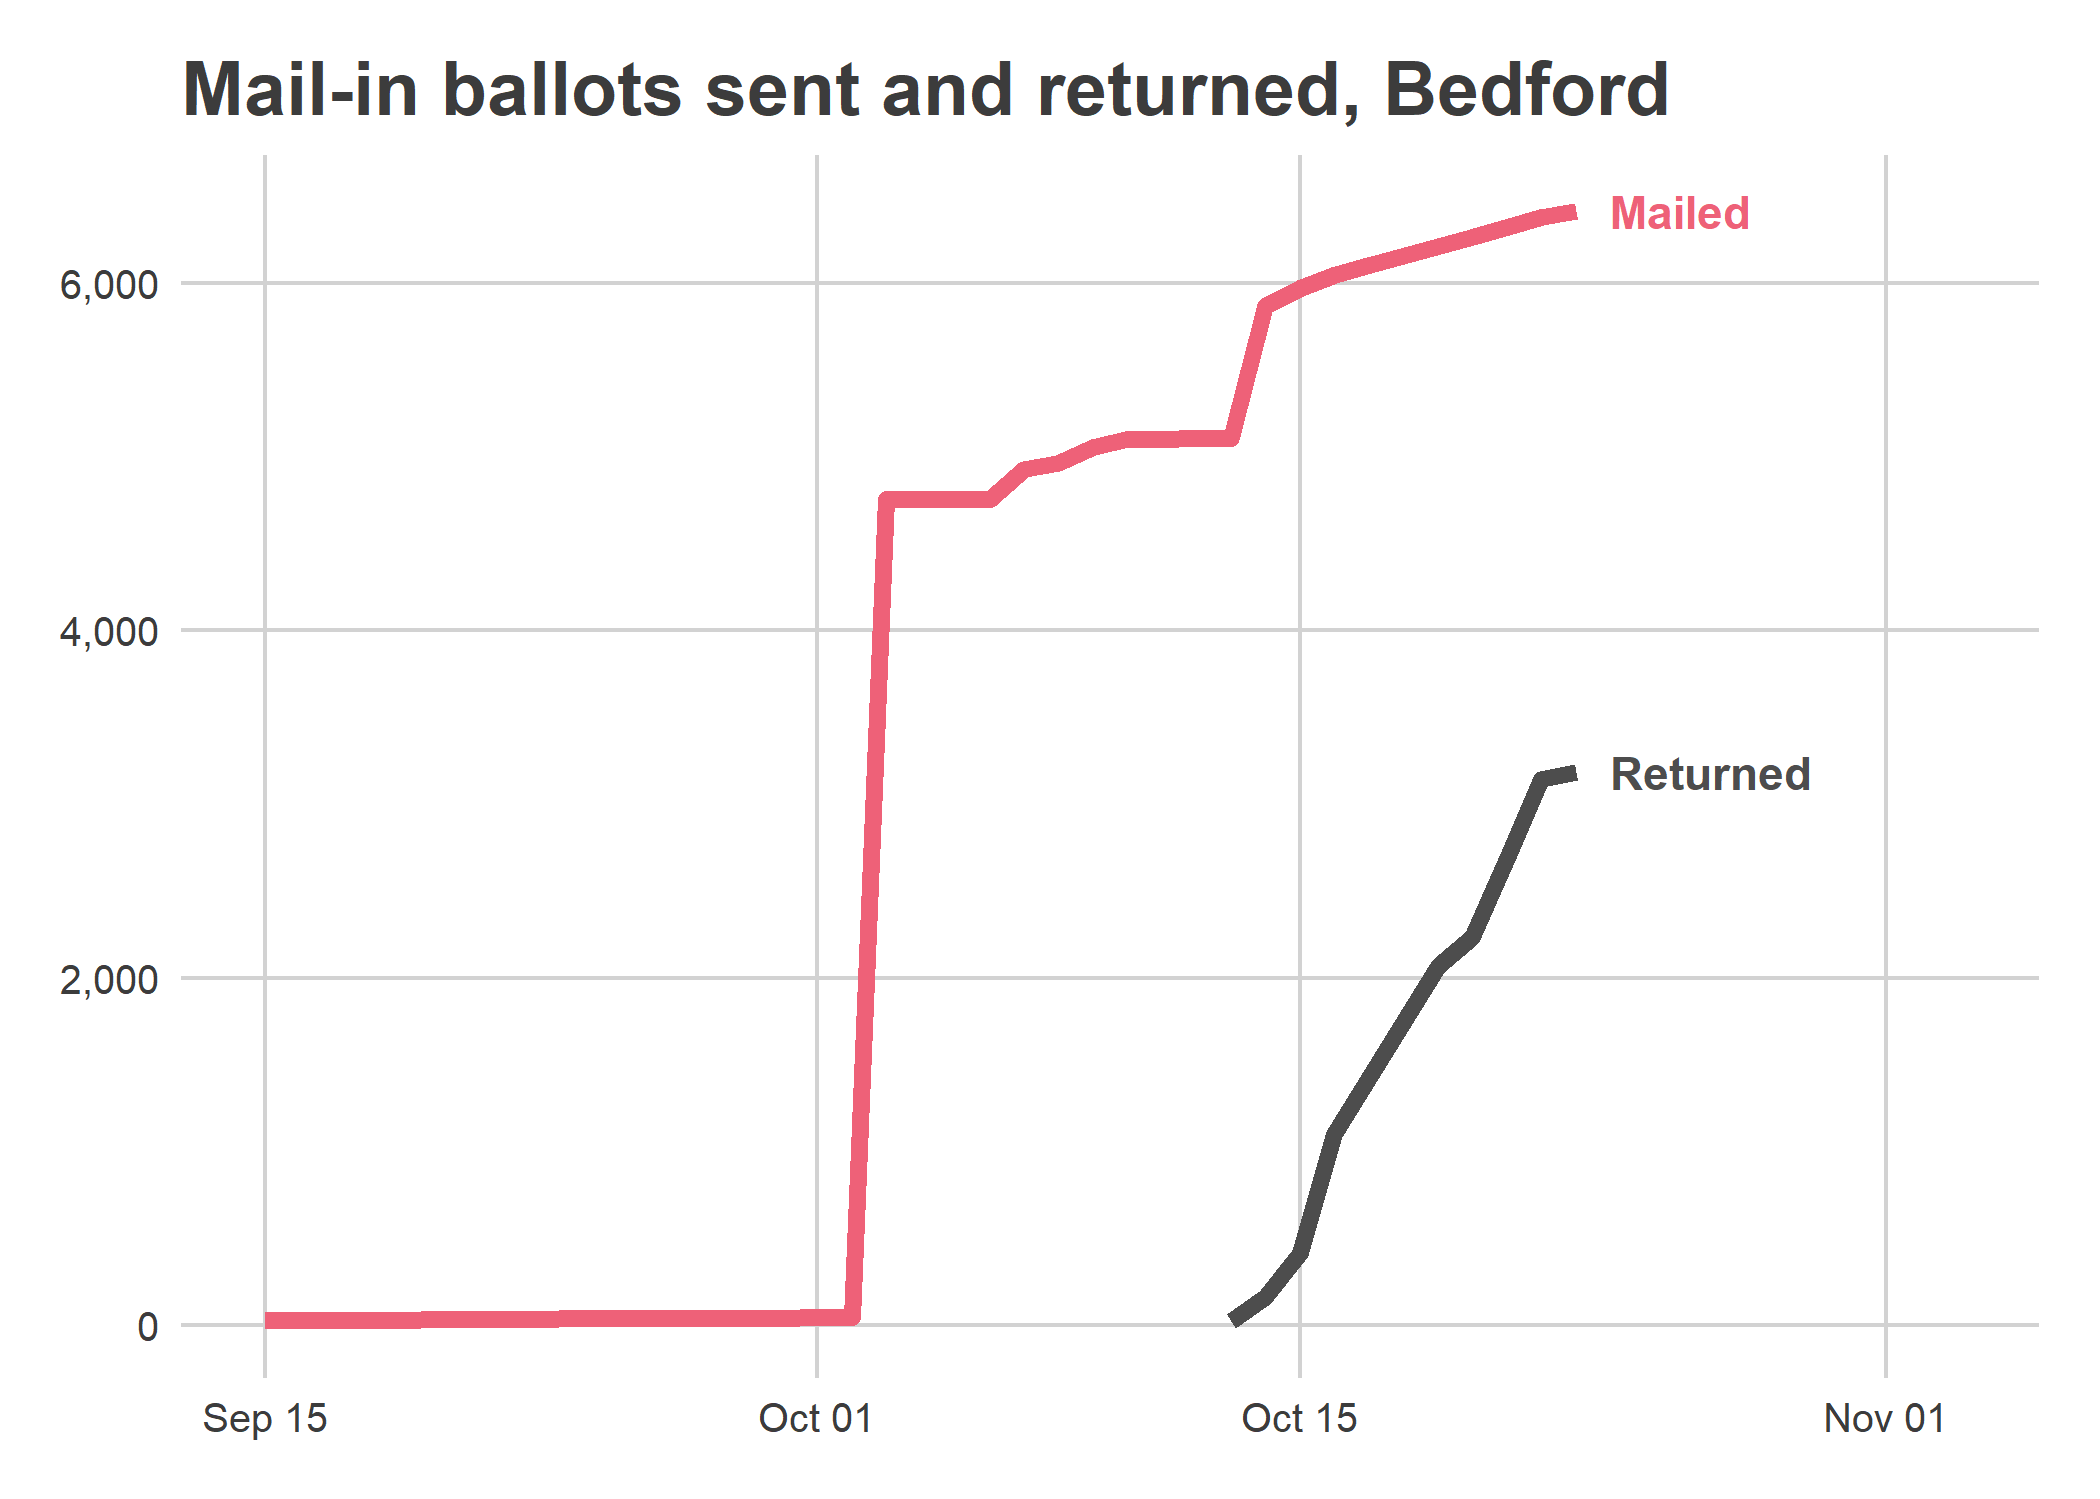 Mail-in ballots sent and returned, Bedford
Mailed
6,000
4,000
Returned
2,000
0
Sep 15
Oct 01
Oct 15
Nov 01